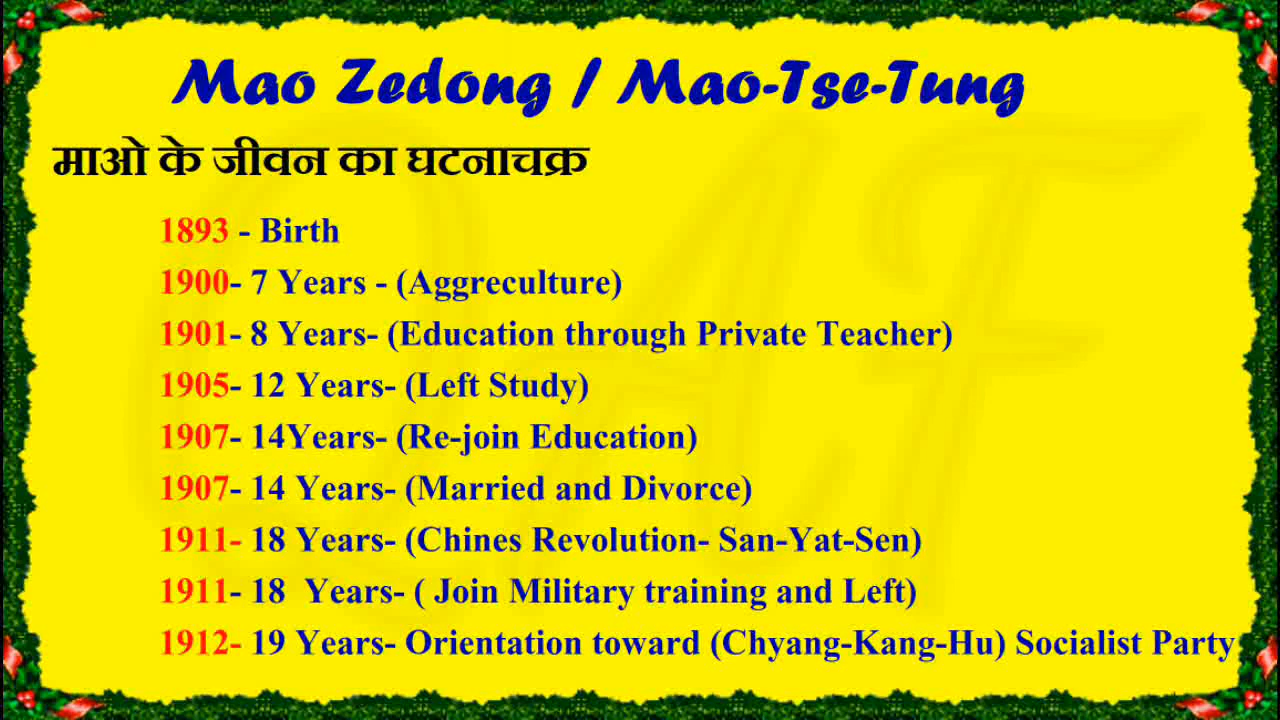 Mao Zedong / Mao-Tse-Tung
माओ के जीवन का घटनाचक्र
1893 - Birth
1900- 7 Years - (Aggreculture)
1901- 8 Years- (Education through Private Teacher)
1905- 12 Years- (Left Study)
1907- 14Years- (Re-join Education)
1907- 14 Years- (Married and Divorce)
1911- 18 Years- (Chines Revolution- San-Yat-Sen)
1911- 18  Years- ( Join Military training and Left)
1912- 19 Years- Orientation toward (Chyang-Kang-Hu) Socialist Party